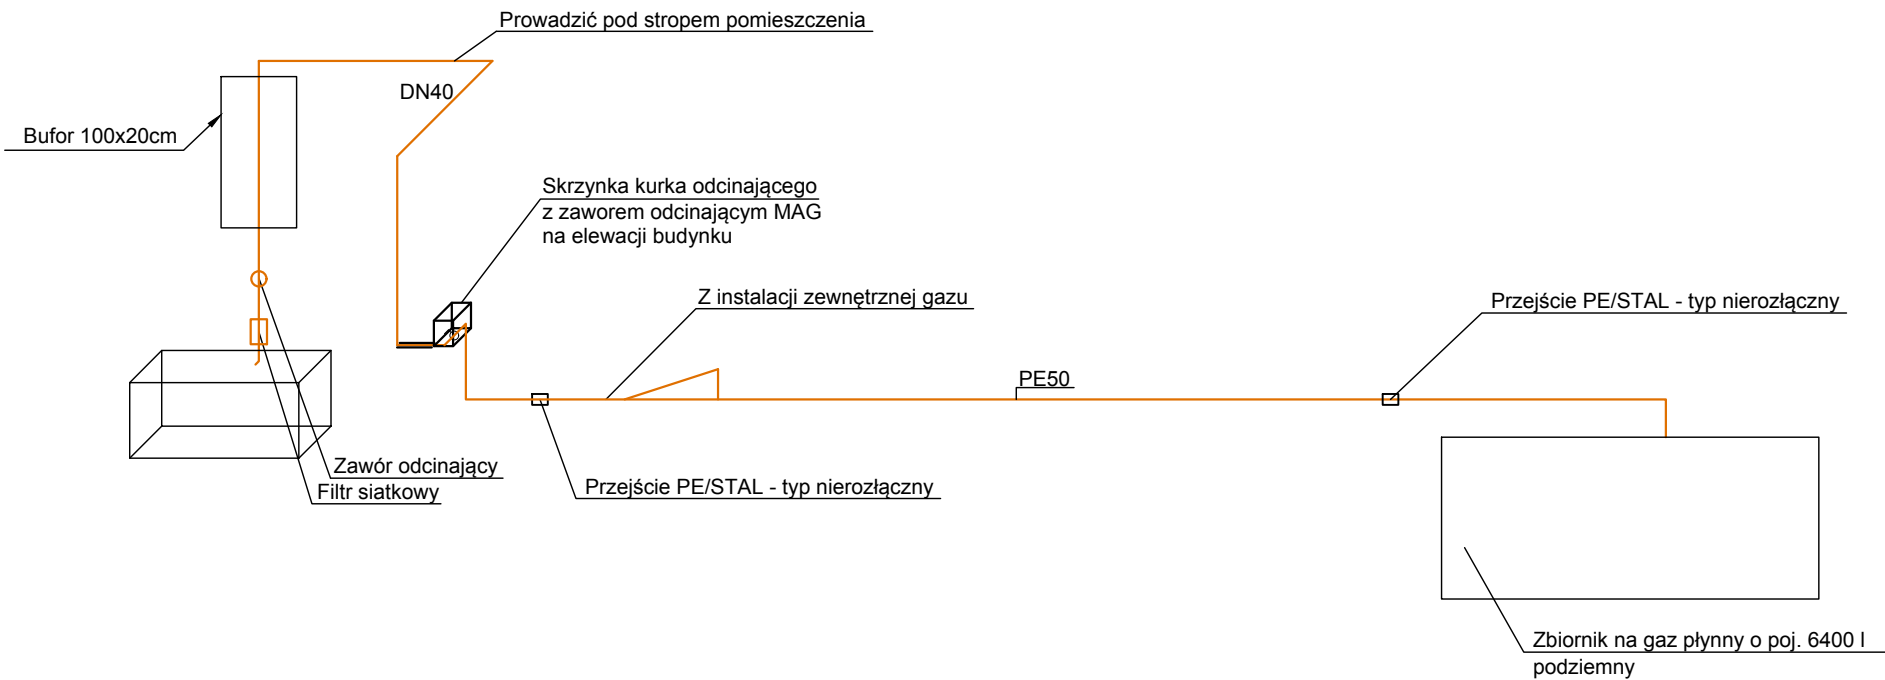 Prowadzić pod stropem pomieszczenia
DN40
Bufor 100x20cm
Skrzynka kurka odcinającego
z zaworem odcinającym MAG
na elewacji budynku
Z instalacji zewnętrznej gazu
Przejście PE/STAL - typ nierozłączny
PE50
Zawór odcinający
Filtr siatkowy
Przejście PE/STAL - typ nierozłączny
Zbiornik na gaz płynny o poj. 6400 l
podziemny